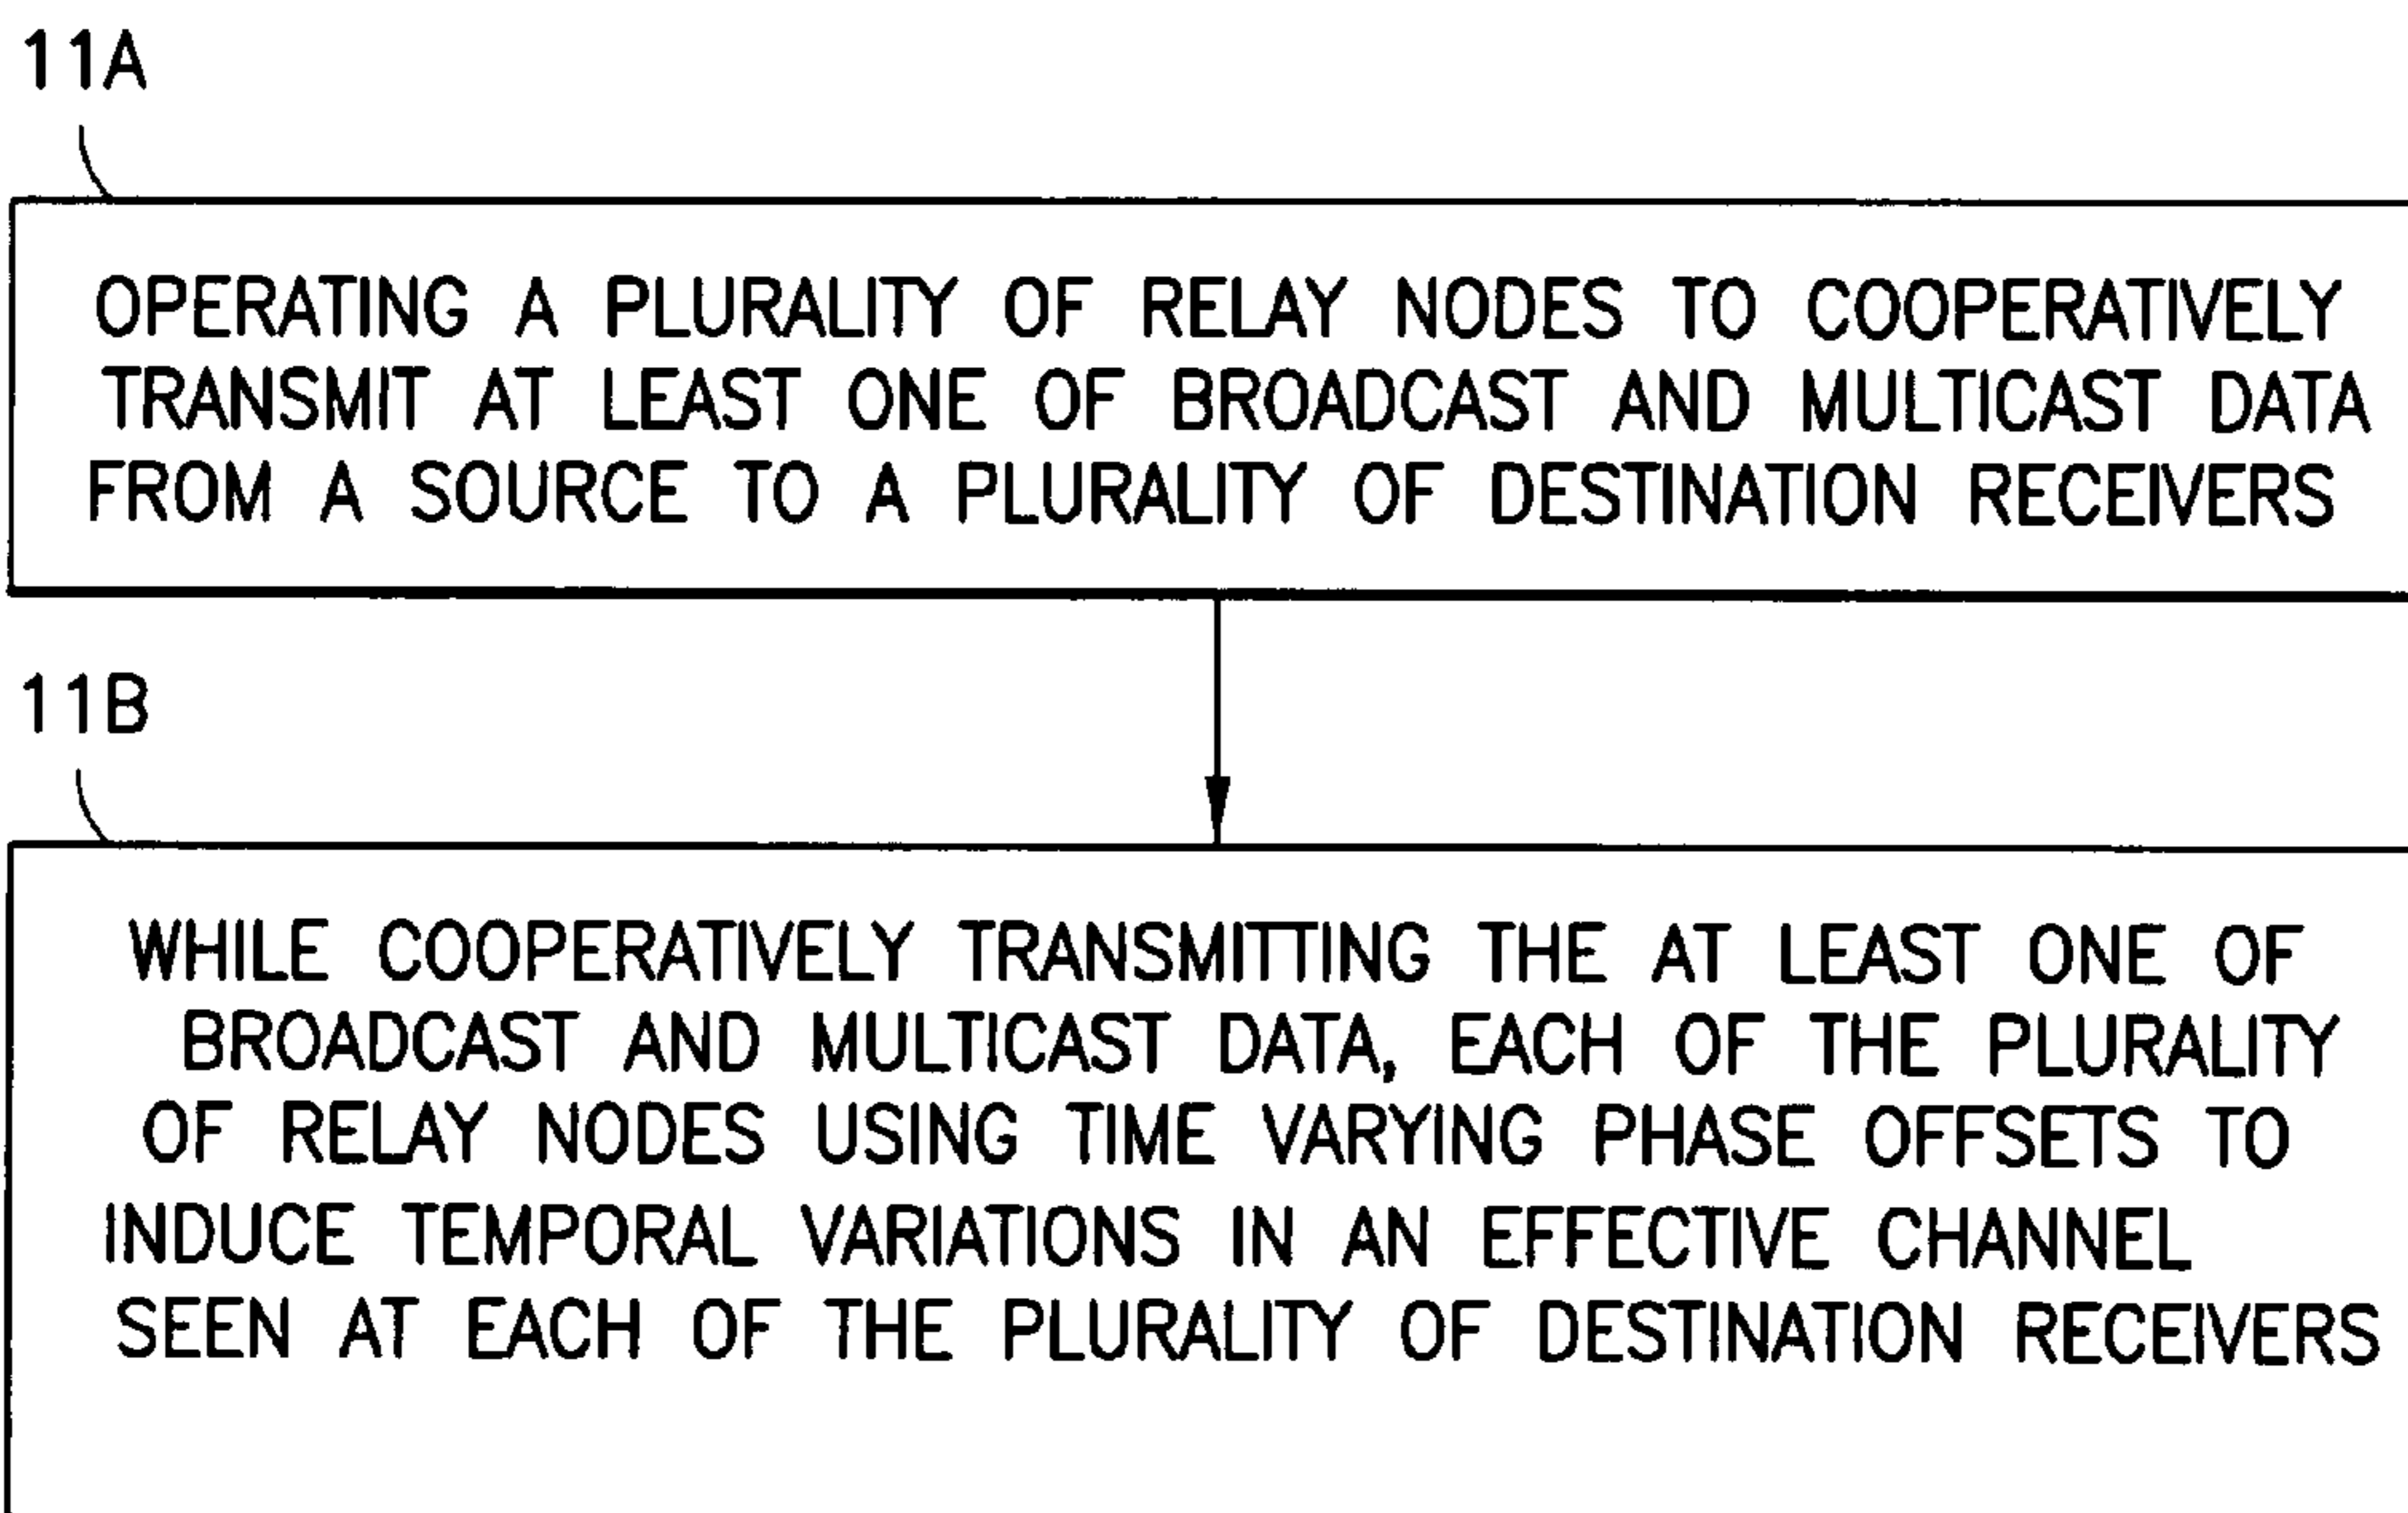 11A
OPERATING A PLURALITY OF RELAY NODES TO COOPERATIVELY
TRANSMIT AT LEAST ONE OF BROADCAST AND MULTICAST DATA
FROM A SOURCE TO A PLURALITY OF DESTINATION RECEIVERS
11B
WHILE COOPERATIVELY TRANSMITTING THE AT LEAST ONE OF
BROADCAST AND MULTICAST DATA, EACH OF THE PLURALITY
OF RELAY NODES USING TIME VARYING PHASE OFFSETS TO
INDUCE TEMPORAL VARIATIONS IN AN EFFECTIVE CHANNEL
SEEN AT EACH OF THE PLURALITY OF DESTINATION RECEIVERS